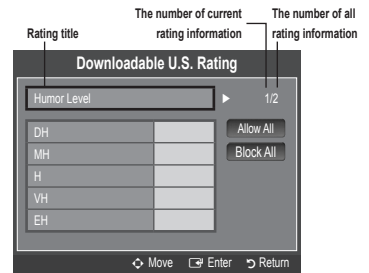 The number of current
rating information
The number of all
rating information
Rating title
Downloadable U.S. Rating
Humor Level
1/2
DH
MH
H
VH
EH
Allow All
Block All
Move Enter Return